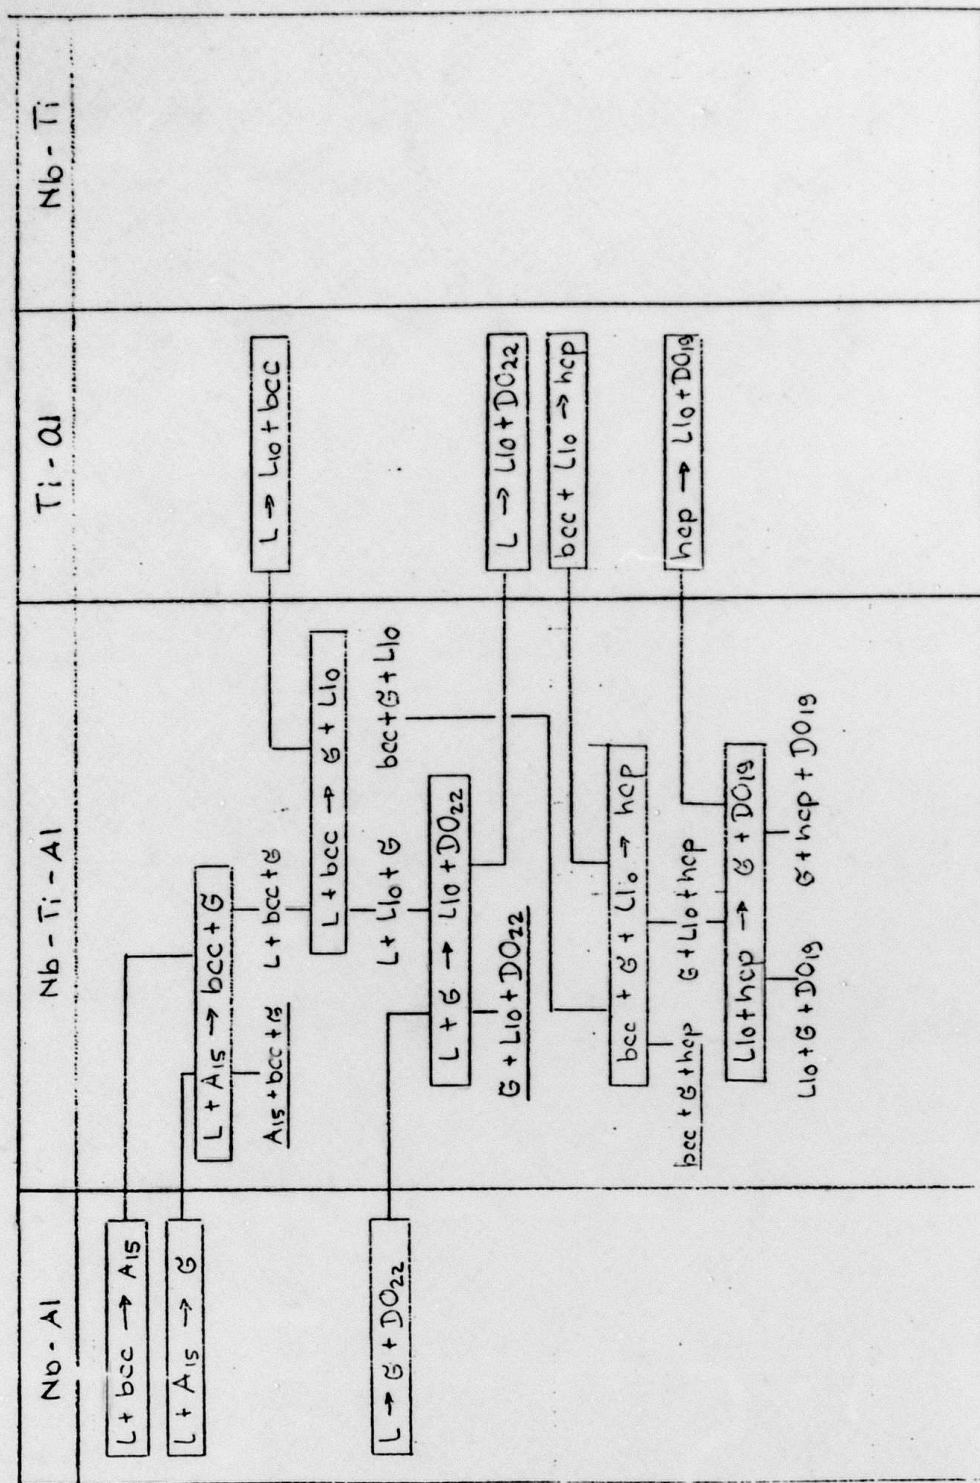 Nb-Al
Nb-Ti-Al
Ti-Al
Nb-Ti
L + bcc → A15
L + A15 → σ
L + A15 → bcc + σ
A15 + bcc + σ
L + bcc + σ
L → L10 + bcc
L + bcc → σ + L10
L + L10 + σ
bcc + σ + L10
L → σ + DO22
L + σ → L10 + DO22
σ + L10 + DO22
L → L10 + DO22
bcc + L10 → hcp
bcc + σ + L10 → hcp
bcc + σ + hcp
σ + L10 + hcp
hcp → L10 + DO19
L10 + hcp → σ + DO19
L10 + σ + DO19
σ + hcp + DO19